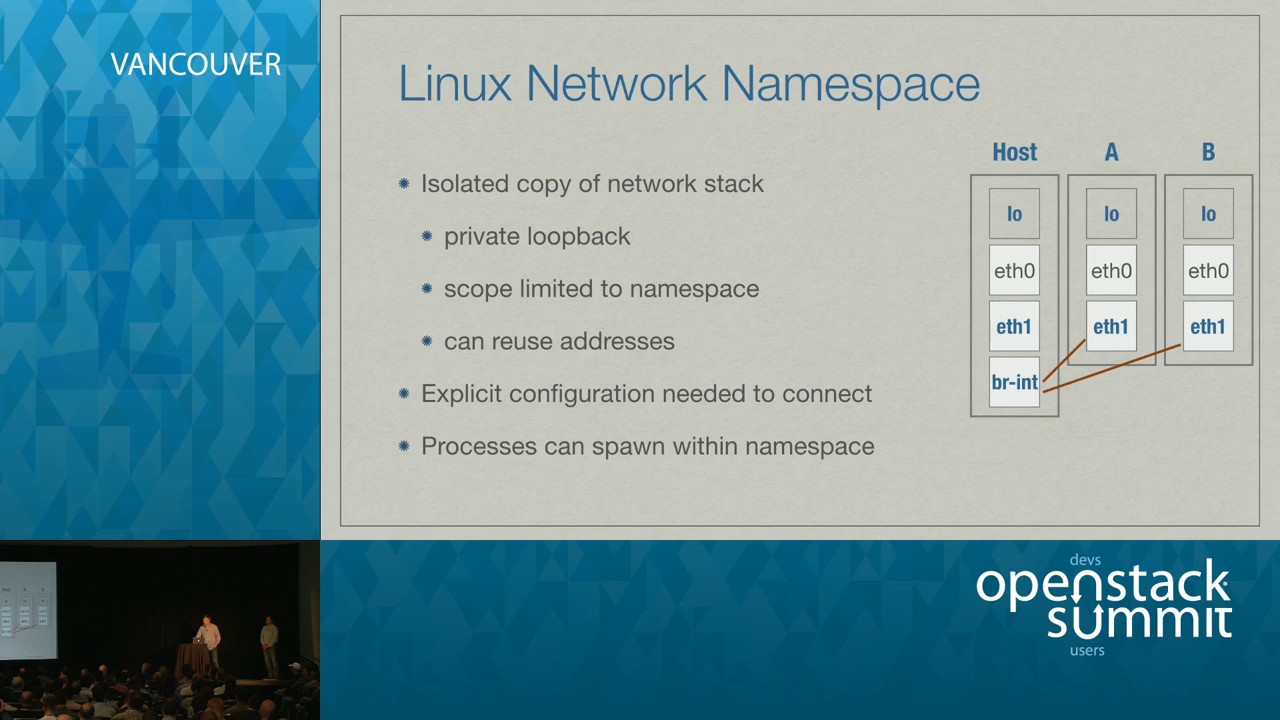 VANCOUVER
Linux Network Namespace
Isolated copy of network stack
private loopback
scope limited to namespace
can reuse addresses
Explicit configuration needed to connect
Processes can spawn within namespace
Host A B
lo lo lo
eth0 eth0 eth0
eth1 eth1 eth1
br-int
devs
openstack
summit
users